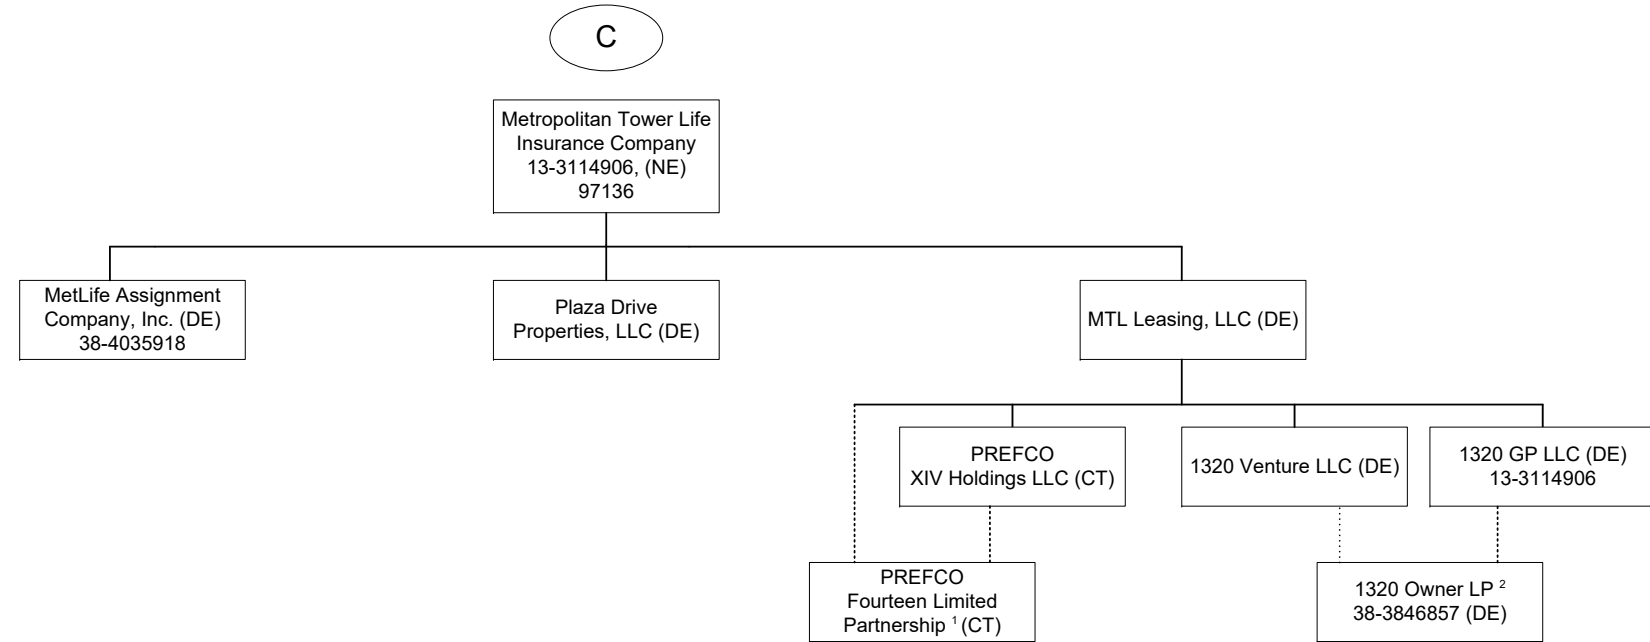 C
Metropolitan Tower Life
Insurance Company
13-3114906, (NE)
97136
MetLife Assignment
Company, Inc. (DE)
38-4035918
Plaza Drive
Properties, LLC (DE)
MTL Leasing, LLC (DE)
PREFCO
XIV Holdings LLC (CT)
1320 Venture LLC (DE)
1320 GP LLC (DE)
13-3114906
PREFCO
Fourteen Limited
Partnership ¹ (CT)
1320 Owner LP ²
38-3846857 (DE)